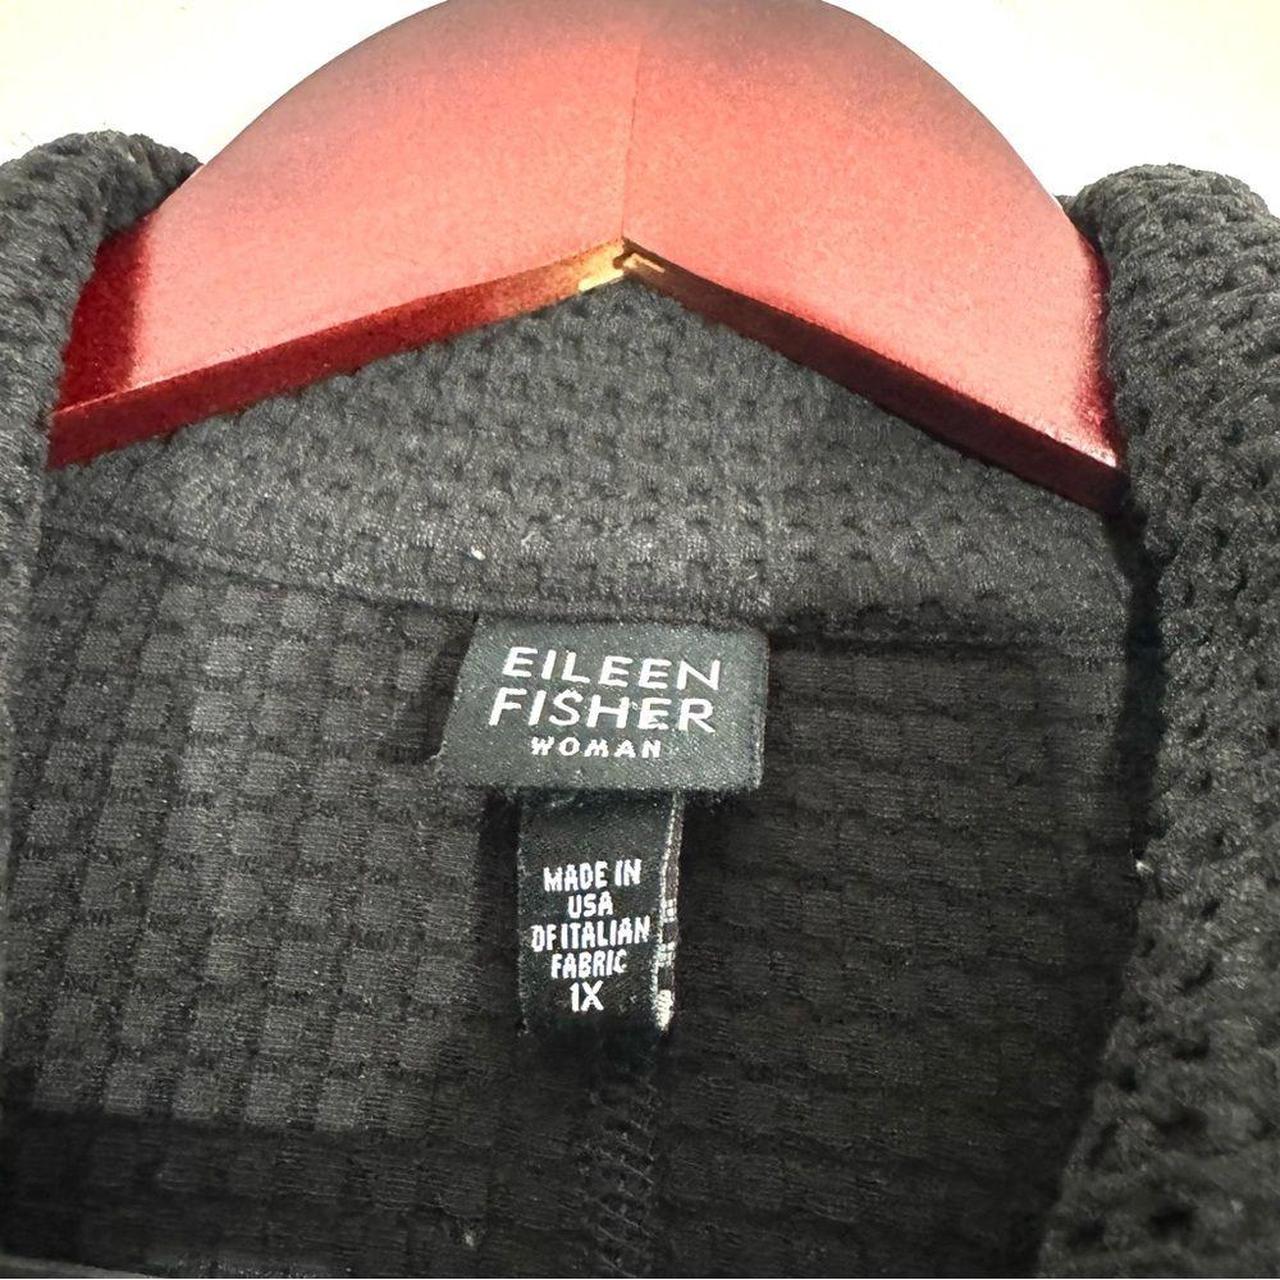 EILEEN
FISHER
WOMAN
MADE IN
USA
OF ITALIAN
FABRIC
1X